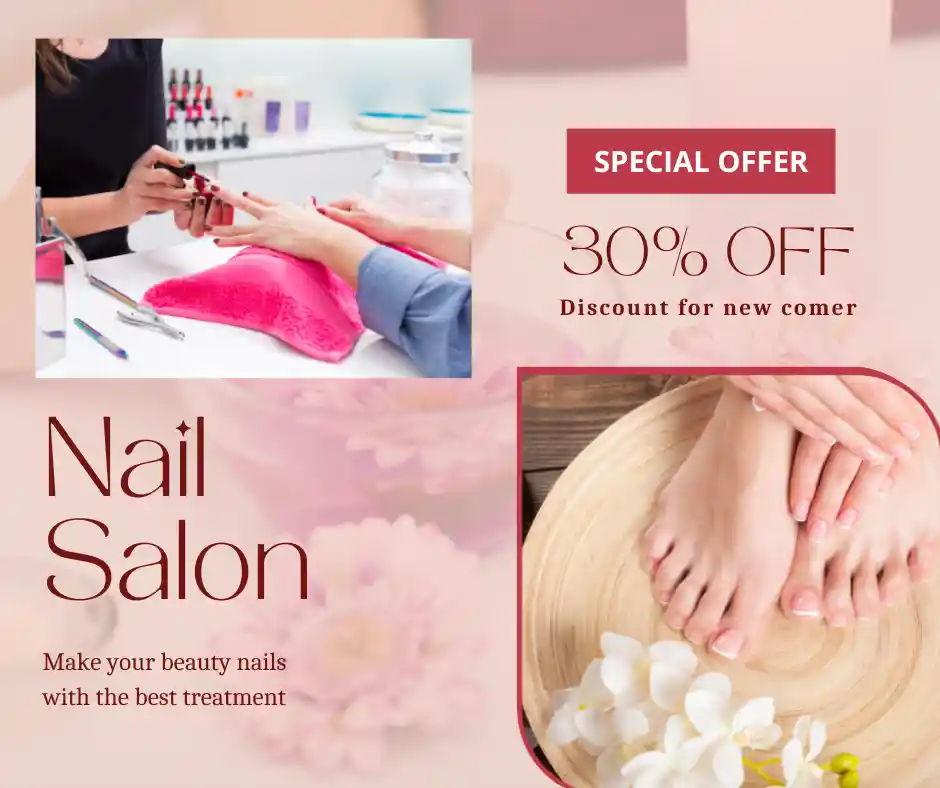 SPECIAL OFFER
30% OFF
Discount for new comer
Nail
Salon
Make your beauty nails
with the best treatment